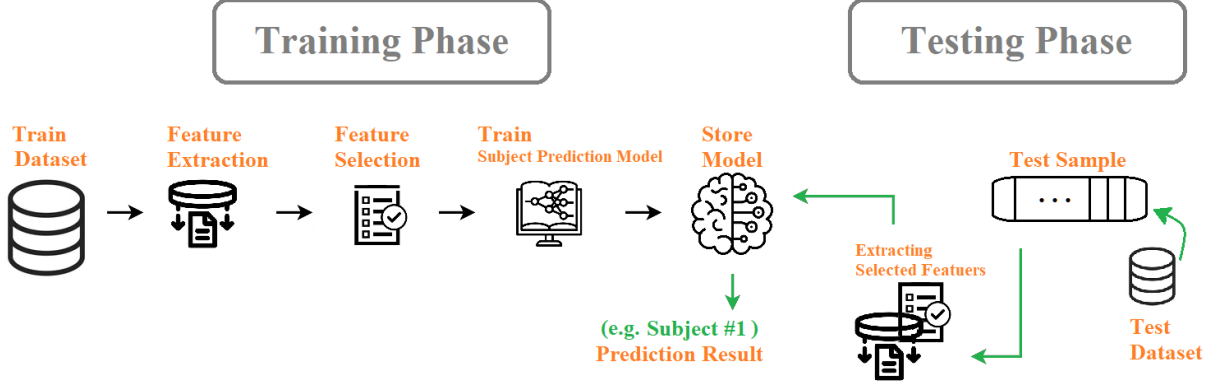 Training Phase
Testing Phase
Train
Dataset
Feature
Extraction
Feature
Selection
Train
Subject Prediction Model
Store
Model
Test Sample
...
Extracting
Selected Featuers
(e.g. Subject #1 )
Prediction Result
Test
Dataset